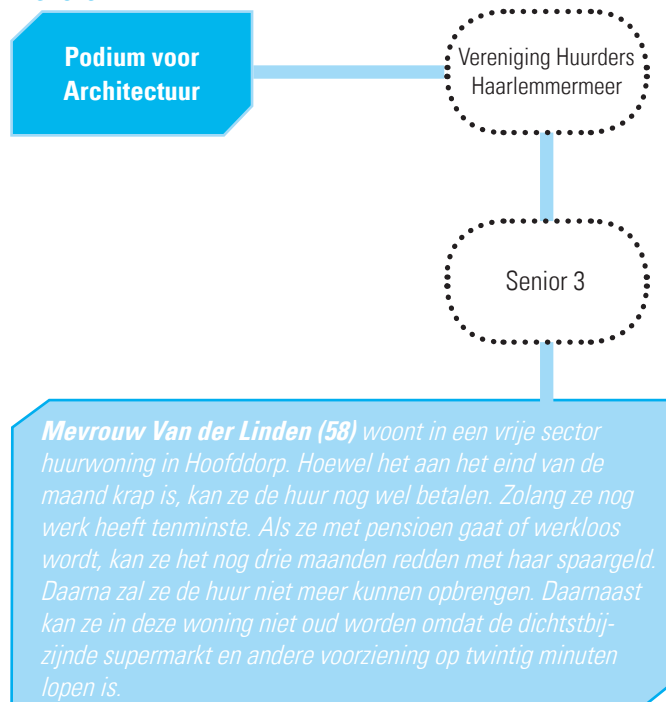 Podium voor
Architectuur
Vereniging Huurders
Haarlemmermeer
Senior 3
Mevrouw Van der Linden (58) woont in een vrije sector
huurwoning in Hoofddorp. Hoewel het aan het eind van de
maand krap is, kan ze de huur nog wel betalen. Zolang ze nog
werk heeft tenminste. Als ze met pensioen gaat of werkloos
wordt, kan ze het nog drie maanden redden met haar spaargeld.
Daarna zal ze de huur niet meer kunnen opbrengen. Daarnaast
kan ze in deze woning niet oud worden omdat de dichtstbij-
zijnde supermarkt en andere voorziening op twintig minuten
lopen is.